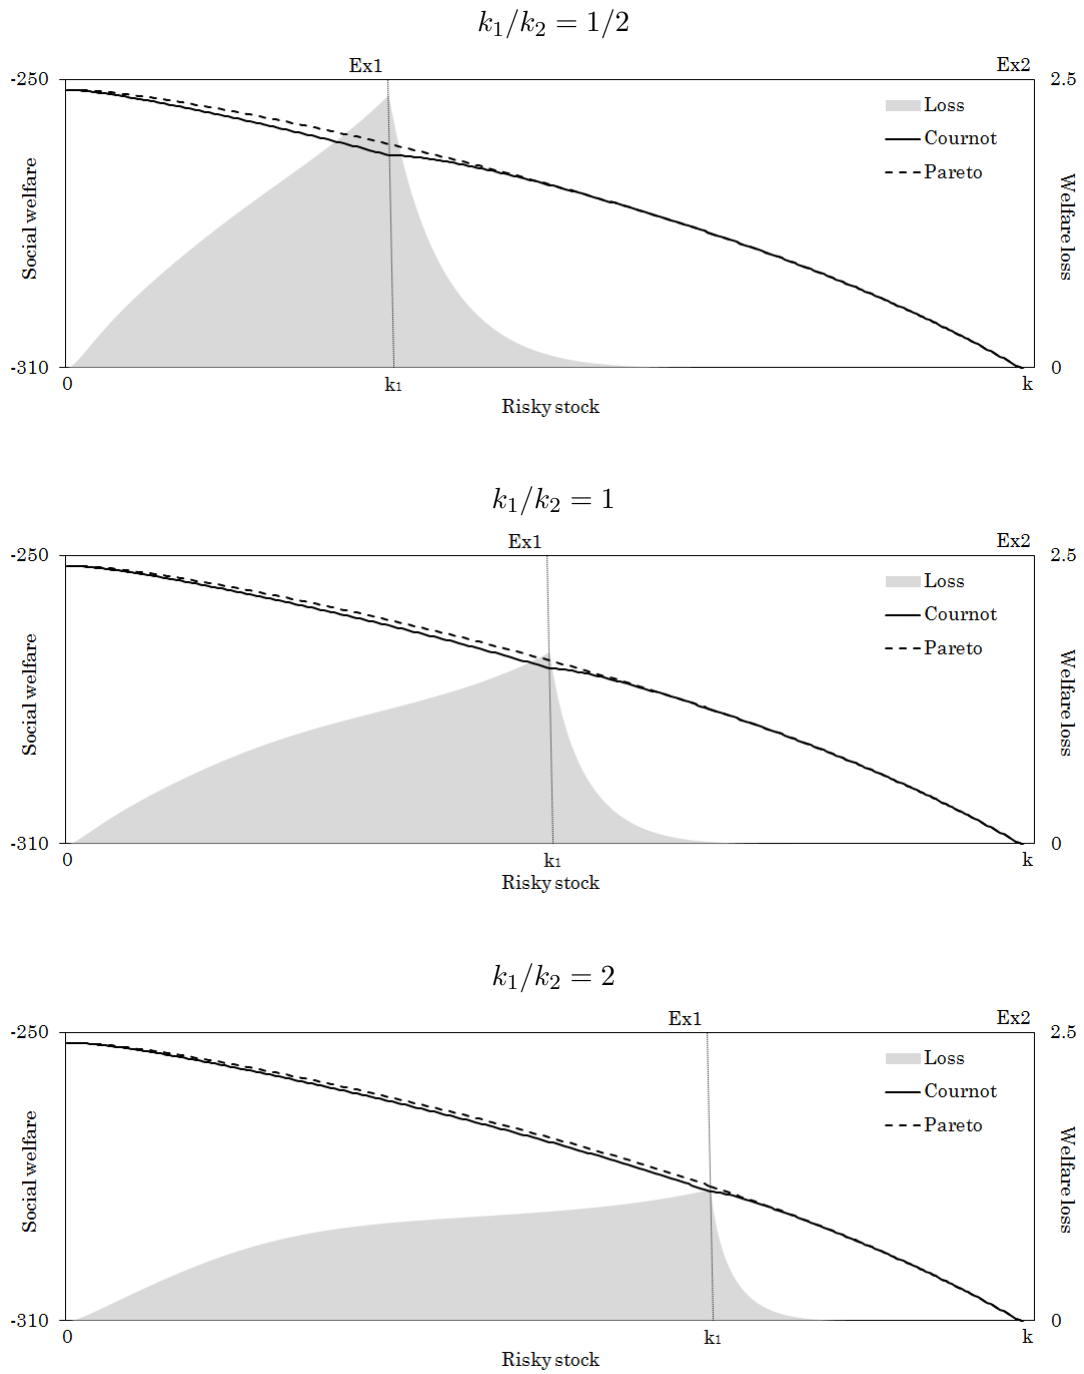 k₁/k₂ = 1/2
Ex1 Ex2
-250 2.5
Loss
Cournot
Pareto
Social welfare
Welfare loss
-310 0
0 k₁ k
Risky stock
k₁/k₂ = 1
Ex1 Ex2
-250 2.5
Loss
Cournot
Pareto
Social welfare
Welfare loss
-310 0
0 k₁ k
Risky stock
k₁/k₂ = 2
Ex1 Ex2
-250 2.5
Loss
Cournot
Pareto
Social welfare
Welfare loss
-310 0
0 k₁ k
Risky stock